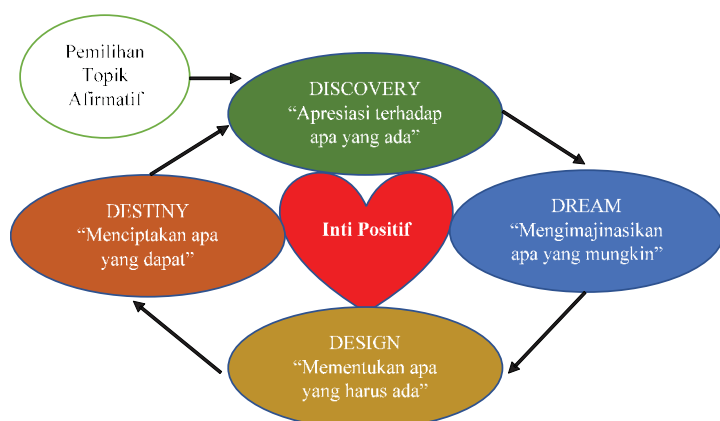 Pemilihan
Topik
Afirmatif
DISCOVERY
“Apresiasi terhadap
apa yang ada”
DREAM
“Mengimajinasikan
apa yang mungkin”
Inti Positif
DESTINY
“Menciptakan apa
yang dapat”
DESIGN
“Mementukan apa
yang harus ada”